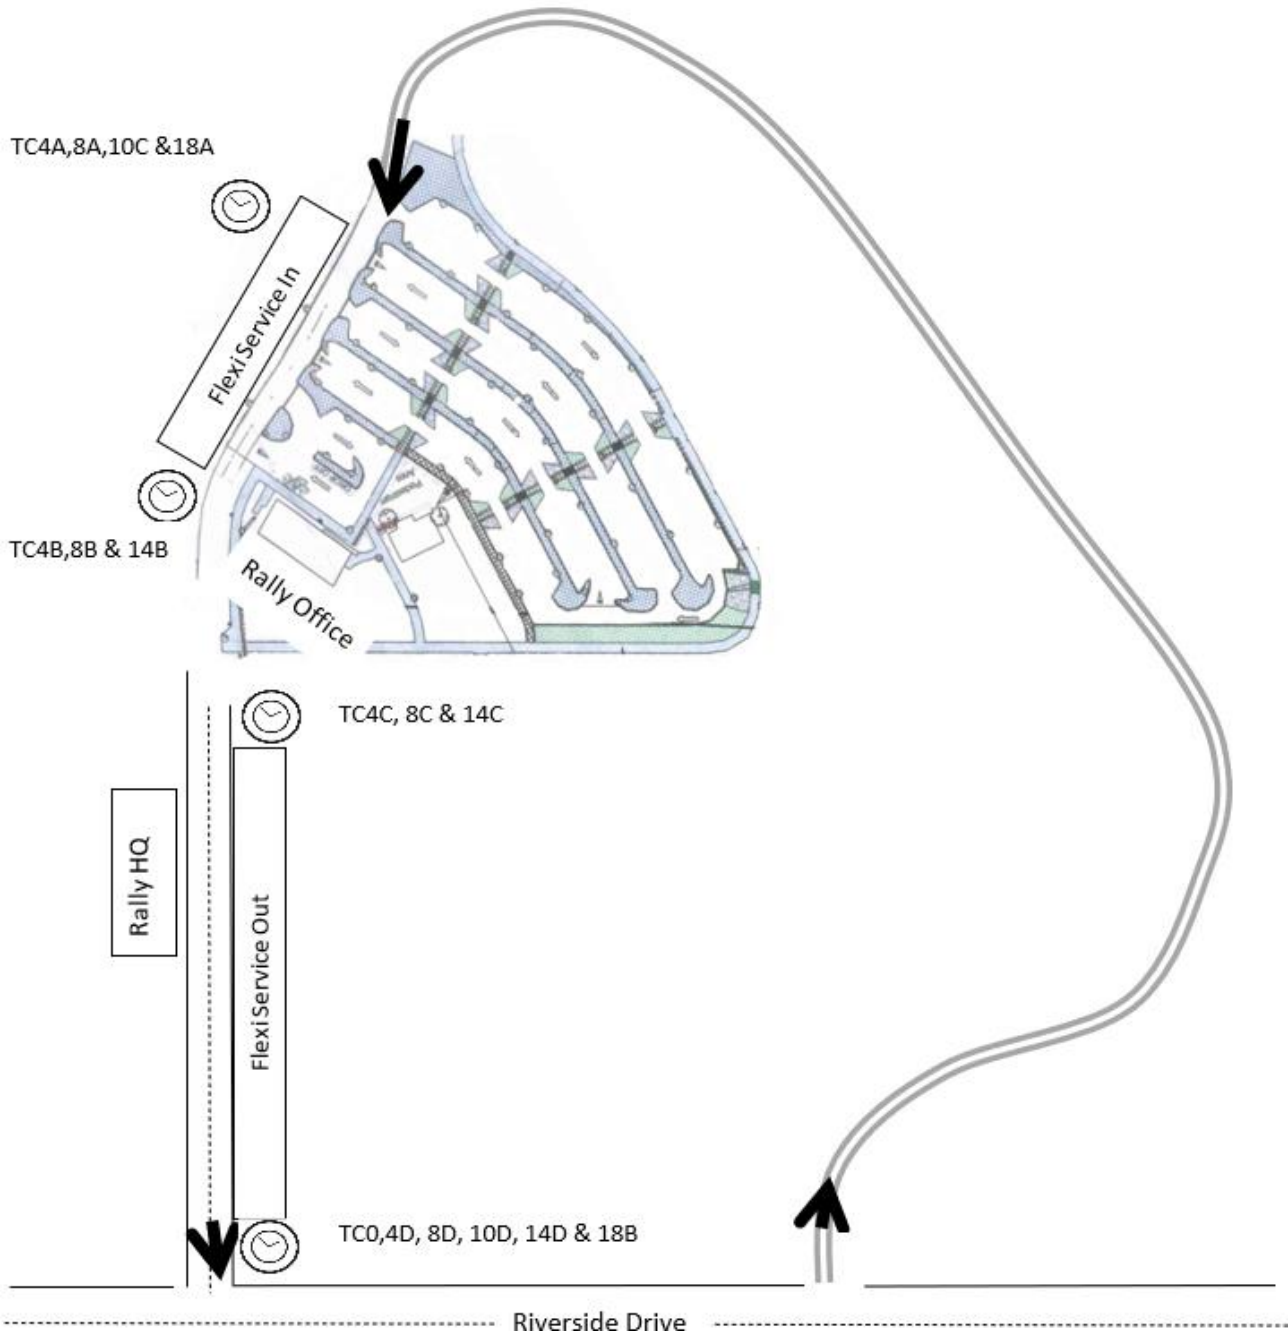 TC4A,8A,10C &18A
Flexi Service In
TC4B,8B & 14B
Rally Office
TC4C, 8C & 14C
Rally HQ
Flexi Service Out
TC0,4D, 8D, 10D, 14D & 18B
Riverside Drive